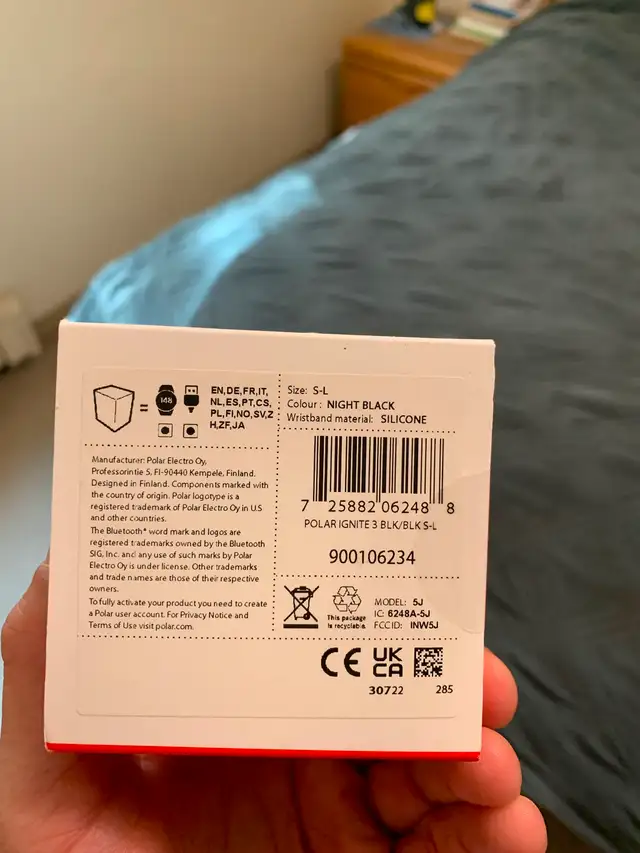 148
EN,DE,FR,IT,
NL,ES,PT,CS,
PL,FI,NO,SV,Z
H,ZF,JA
Size: S-L
Colour: NIGHT BLACK
Wristband material: SILICONE
Manufacturer: Polar Electro Oy,
Professorintie 5, FI-90440 Kempele, Finland.
Designed in Finland. Components marked with
the country of origin. Polar logotype is a
registered trademark of Polar Electro Oy in U.S
and other countries.
The Bluetooth® word mark and logos are
registered trademarks owned by the Bluetooth
SIG, Inc. and any use of such marks by Polar
Electro Oy is under license. Other trademarks
and trade names are those of their respective
owners.
To fully activate your product you need to create
a Polar user account. For Privacy Notice and
Terms of Use visit polar.com.
7 25882 06248 8
POLAR IGNITE 3 BLK/BLK S-L
900106234
This package
is recyclable.
MODEL: 5J
IC: 6248A-5J
FCC ID: INW5J
CE UK
CA
30722 285